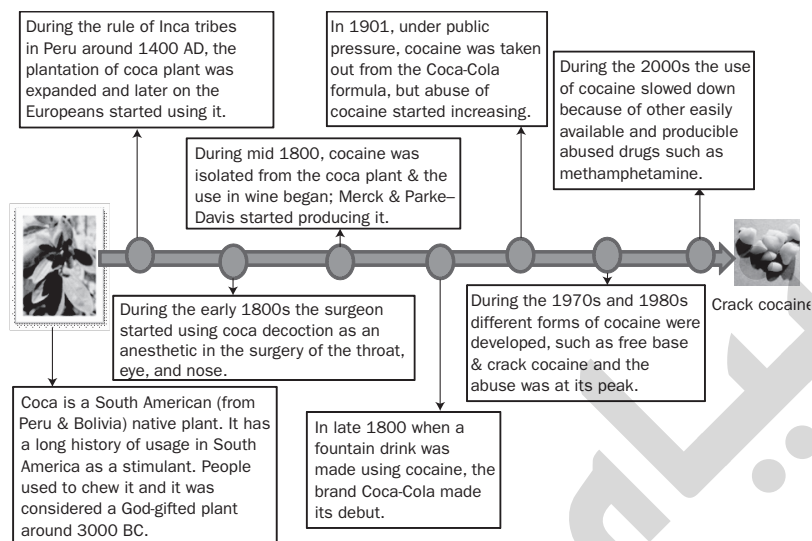 During the rule of Inca tribes
in Peru around 1400 AD, the
plantation of coca plant was
expanded and later on the
Europeans started using it.
In 1901, under public
pressure, cocaine was taken
out from the Coca-Cola
formula, but abuse of
cocaine started increasing.
During the 2000s the use
of cocaine slowed down
because of other easily
available and producible
abused drugs such as
methamphetamine.
During mid 1800, cocaine was
isolated from the coca plant & the
use in wine began; Merck & Parke–
Davis started producing it.
Crack cocaine
During the early 1800s the surgeon
started using coca decoction as an
anesthetic in the surgery of the throat,
eye, and nose.
During the 1970s and 1980s
different forms of cocaine were
developed, such as free base
& crack cocaine and the
abuse was at its peak.
Coca is a South American (from
Peru & Bolivia) native plant. It has
a long history of usage in South
America as a stimulant. People
used to chew it and it was
considered a God-gifted plant
around 3000 BC.
In late 1800 when a
fountain drink was
made using cocaine, the
brand Coca-Cola made
its debut.